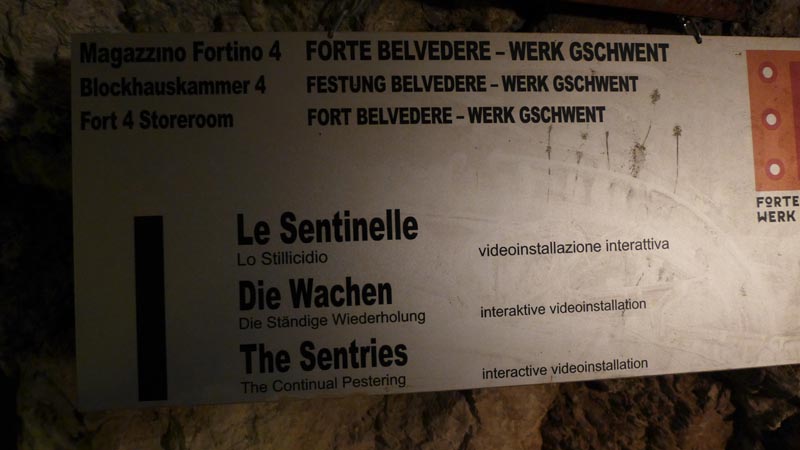 Magazzino Fortino 4 FORTE BELVEDERE – WERK GSCHWENT
Blockhauskammer 4 FESTUNG BELVEDERE – WERK GSCHWENT
Fort 4 Storeroom FORT BELVEDERE – WERK GSCHWENT
FORTE
WERK
Le Sentinelle
Lo Stillicidio videoinstallazione interattiva
Die Wachen
Die Ständige Wiederholung interaktive videoinstallation
The Sentries
The Continual Pestering interactive videoinstallation